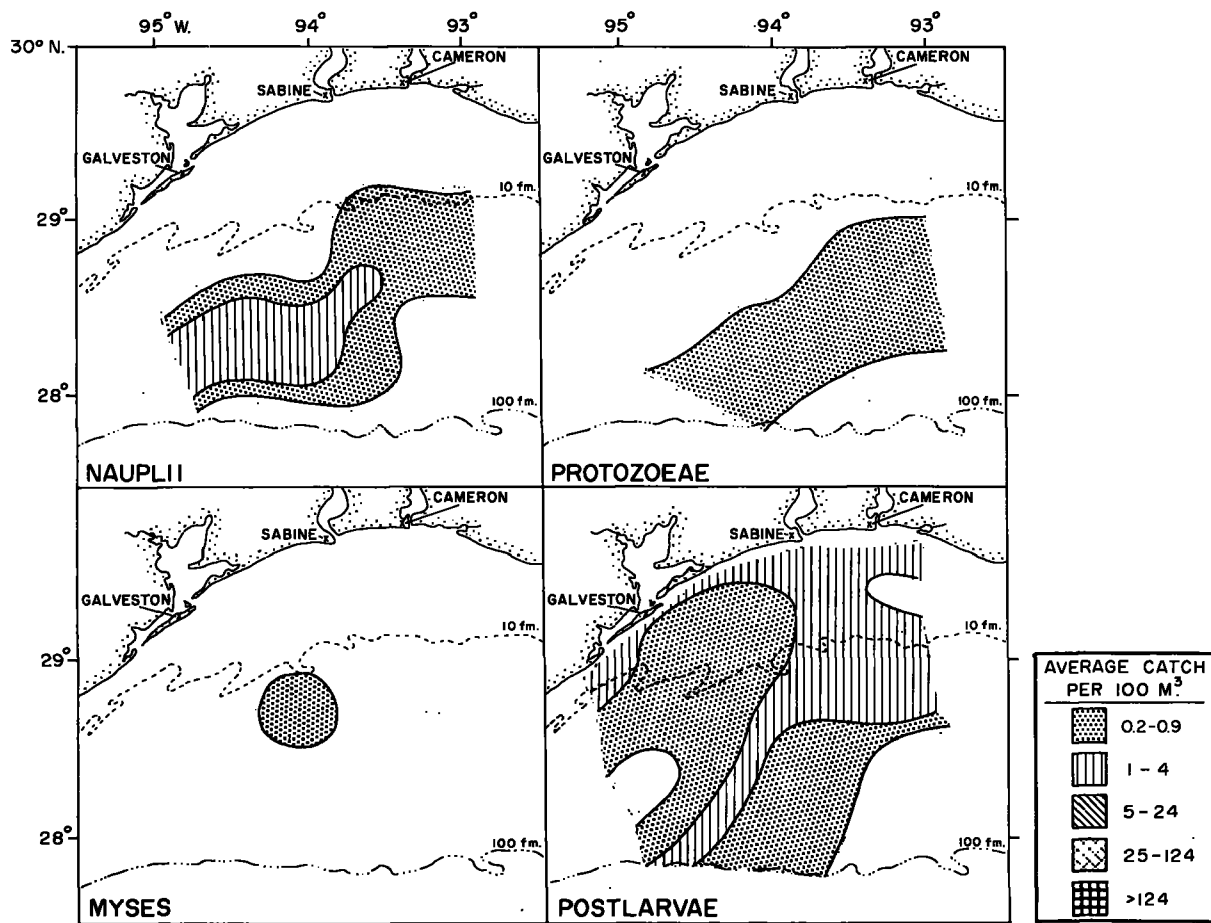 95° W. 94° 93° 95° 94° 93°
30° N.
CAMERON
SABINE
GALVESTON
10 fm.
29°
28°
100 fm.
NAUPLII
CAMERON
SABINE
GALVESTON
10 fm.
100 fm.
PROTOZOEAE
CAMERON
SABINE
GALVESTON
10 fm.
29°
28°
100 fm.
MYSES
CAMERON
SABINE
GALVESTON
10 fm.
100 fm.
POSTLARVAE
AVERAGE CATCH
PER 100 M³.
0.2-0.9
1 - 4
5 - 24
25 - 124
>124